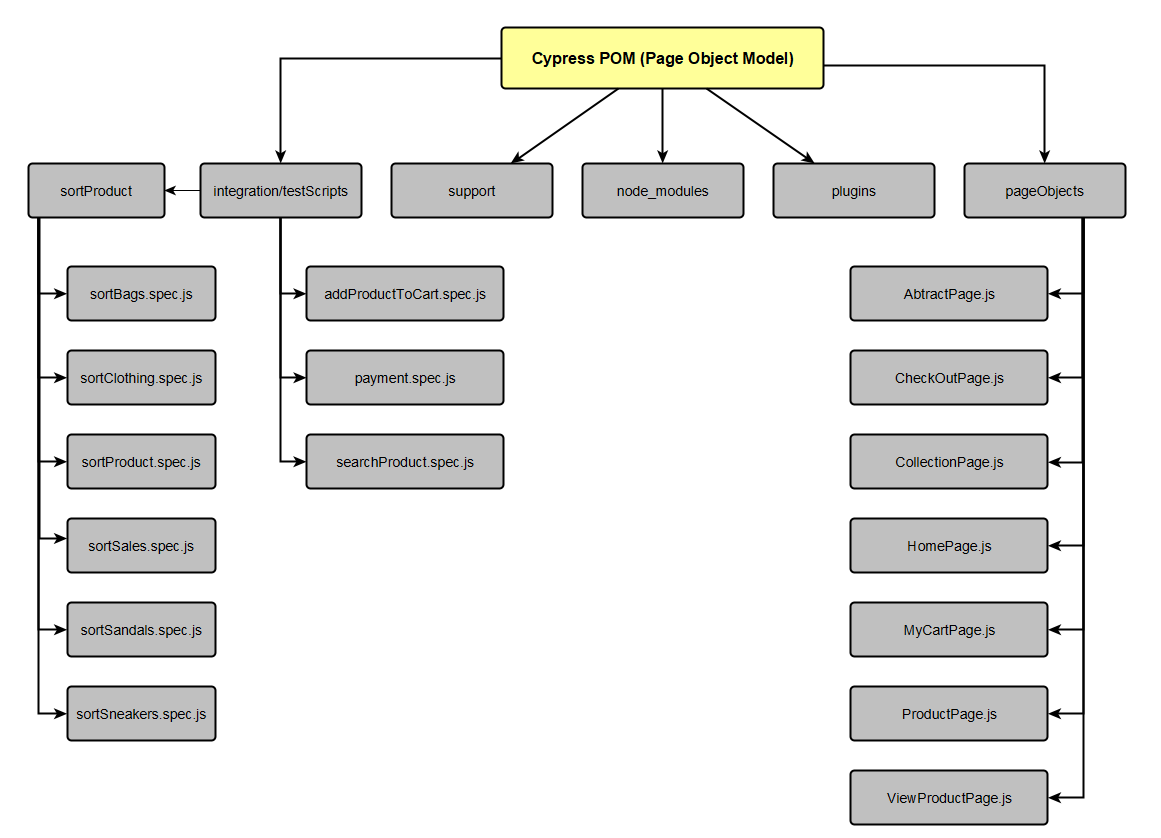 Cypress POM (Page Object Model)
sortProduct
integration/testScripts
support
node_modules
plugins
pageObjects
sortBags.spec.js
addProductToCart.spec.js
AbtractPage.js
sortClothing.spec.js
payment.spec.js
CheckOutPage.js
sortProduct.spec.js
searchProduct.spec.js
CollectionPage.js
sortSales.spec.js
HomePage.js
sortSandals.spec.js
MyCartPage.js
sortSneakers.spec.js
ProductPage.js
ViewProductPage.js